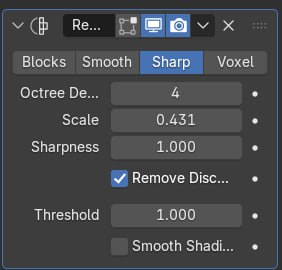 Re...
Blocks Smooth Sharp Voxel
Octree De... 4
Scale 0.431
Sharpness 1.000
Remove Disc...
Threshold 1.000
Smooth Shadi...